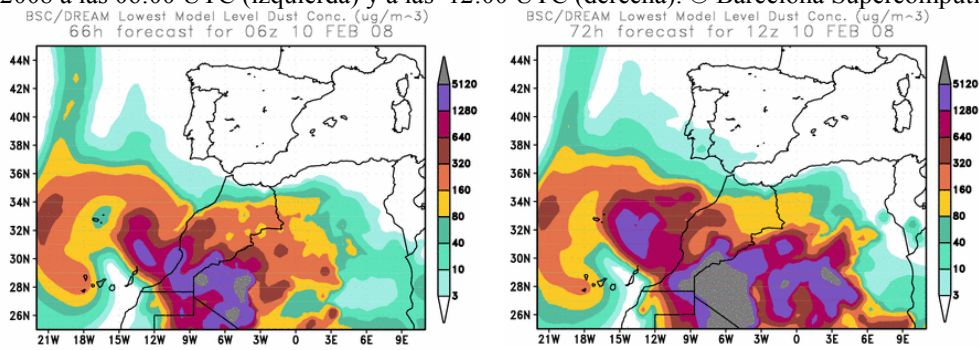 2008 a las 06:00 UTC (izquierda) y a las 12:00 UTC (derecha). © Barcelona Supercomputi
BSC/DREAM Lowest Model Level Dust Conc. (ug/m^3)
66h forecast for 06z 10 FEB 08
44N
42N
40N
38N
36N
34N
32N
30N
28N
26N
21W 18W 15W 12W 9W 6W 3W 0 3E 6E 9E
5120
1280
640
320
160
80
40
10
3
BSC/DREAM Lowest Model Level Dust Conc. (ug/m^3)
72h forecast for 12z 10 FEB 08
44N
42N
40N
38N
36N
34N
32N
30N
28N
26N
21W 18W 15W 12W 9W 6W 3W 0 3E 6E 9E
5120
1280
640
320
160
80
40
10
3